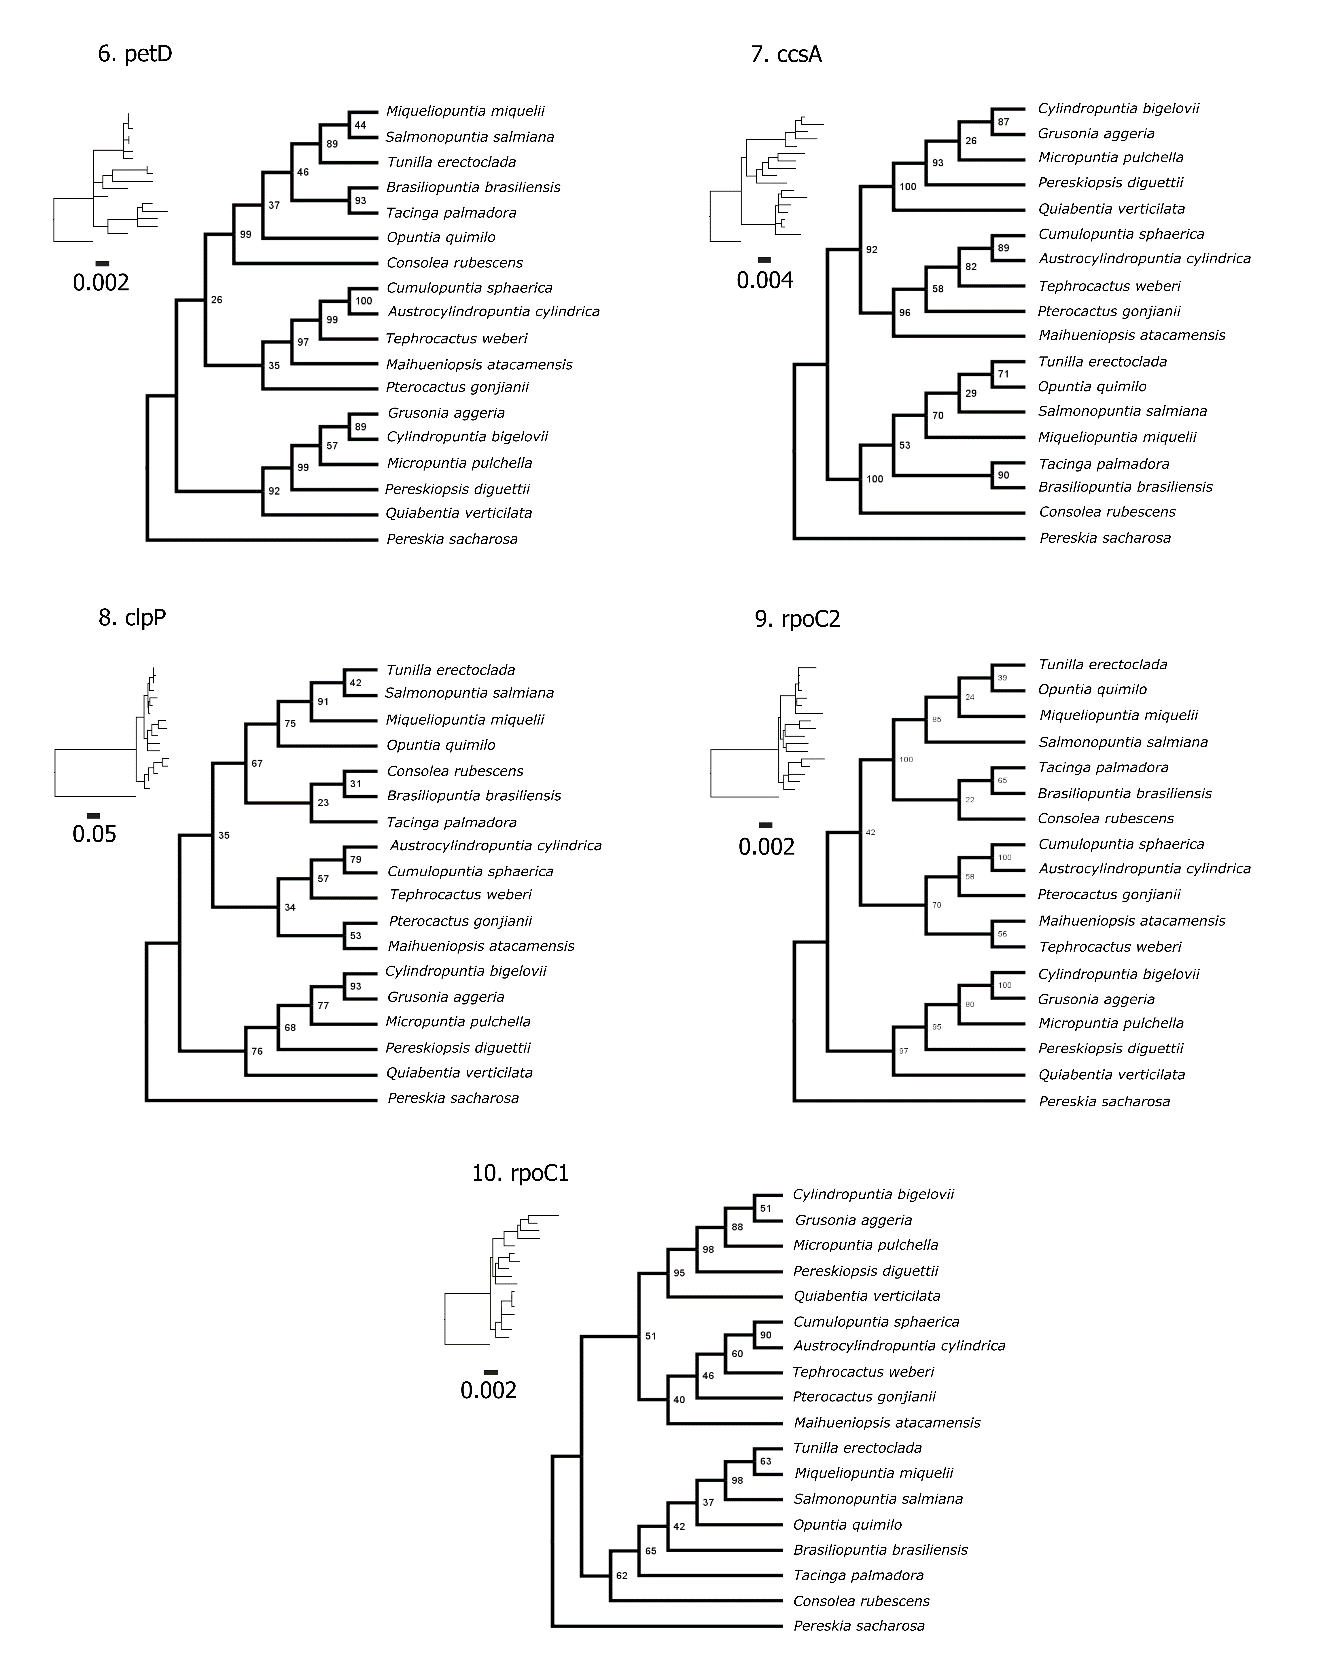 6. petD
Miqueliopuntia miquelii
44
Salmonopuntia salmiana
89
Tunilla erectoclada
46
Brasiliopuntia brasiliensis
93
37
Tacinga palmadora
99
Opuntia quimilo
Consolea rubescens
26
Cumulopuntia sphaerica
100
99
Austrocylindropuntia cylindrica
97
Tephrocactus weberi
35
Maihueniopsis atacamensis
Pterocactus gonjianii
Grusonia aggeria
89
57
Cylindropuntia bigelovii
99
Micropuntia pulchella
92
Pereskiopsis diguettii
Quiabentia verticilata
Pereskia sacharosa
0.002
7. ccsA
Cylindropuntia bigelovii
87
26
Grusonia aggeria
93
Micropuntia pulchella
100
Pereskiopsis diguettii
Quiabentia verticilata
92
Cumulopuntia sphaerica
89
82
Austrocylindropuntia cylindrica
58
Tephrocactus weberi
96
Pterocactus gonjianii
Maihueniopsis atacamensis
Tunilla erectoclada
71
29
Opuntia quimilo
70
Salmonopuntia salmiana
53
Miqueliopuntia miquelii
Tacinga palmadora
90
100
Brasiliopuntia brasiliensis
Consolea rubescens
Pereskia sacharosa
0.004
8. clpP
Tunilla erectoclada
42
91
Salmonopuntia salmiana
75
Miqueliopuntia miquelii
Opuntia quimilo
67
Consolea rubescens
31
23
Brasiliopuntia brasiliensis
Tacinga palmadora
35
Austrocylindropuntia cylindrica
79
57
Cumulopuntia sphaerica
34
Tephrocactus weberi
Pterocactus gonjianii
53
Maihueniopsis atacamensis
Cylindropuntia bigelovii
93
77
Grusonia aggeria
68
Micropuntia pulchella
76
Pereskiopsis diguettii
Quiabentia verticilata
Pereskia sacharosa
0.05
9. rpoC2
Tunilla erectoclada
39
24
Opuntia quimilo
85
Miqueliopuntia miquelii
100
Salmonopuntia salmiana
Tacinga palmadora
65
22
Brasiliopuntia brasiliensis
Consolea rubescens
42
Cumulopuntia sphaerica
100
58
Austrocylindropuntia cylindrica
70
Pterocactus gonjianii
Maihueniopsis atacamensis
56
Tephrocactus weberi
Cylindropuntia bigelovii
100
80
Grusonia aggeria
95
Micropuntia pulchella
97
Pereskiopsis diguettii
Quiabentia verticilata
Pereskia sacharosa
0.002
10. rpoC1
Cylindropuntia bigelovii
51
88
Grusonia aggeria
98
Micropuntia pulchella
95
Pereskiopsis diguettii
Quiabentia verticilata
51
Cumulopuntia sphaerica
90
60
Austrocylindropuntia cylindrica
46
Tephrocactus weberi
40
Pterocactus gonjianii
Maihueniopsis atacamensis
Tunilla erectoclada
63
98
Miqueliopuntia miquelii
37
Salmonopuntia salmiana
42
Opuntia quimilo
65
Brasiliopuntia brasiliensis
62
Tacinga palmadora
Consolea rubescens
Pereskia sacharosa
0.002